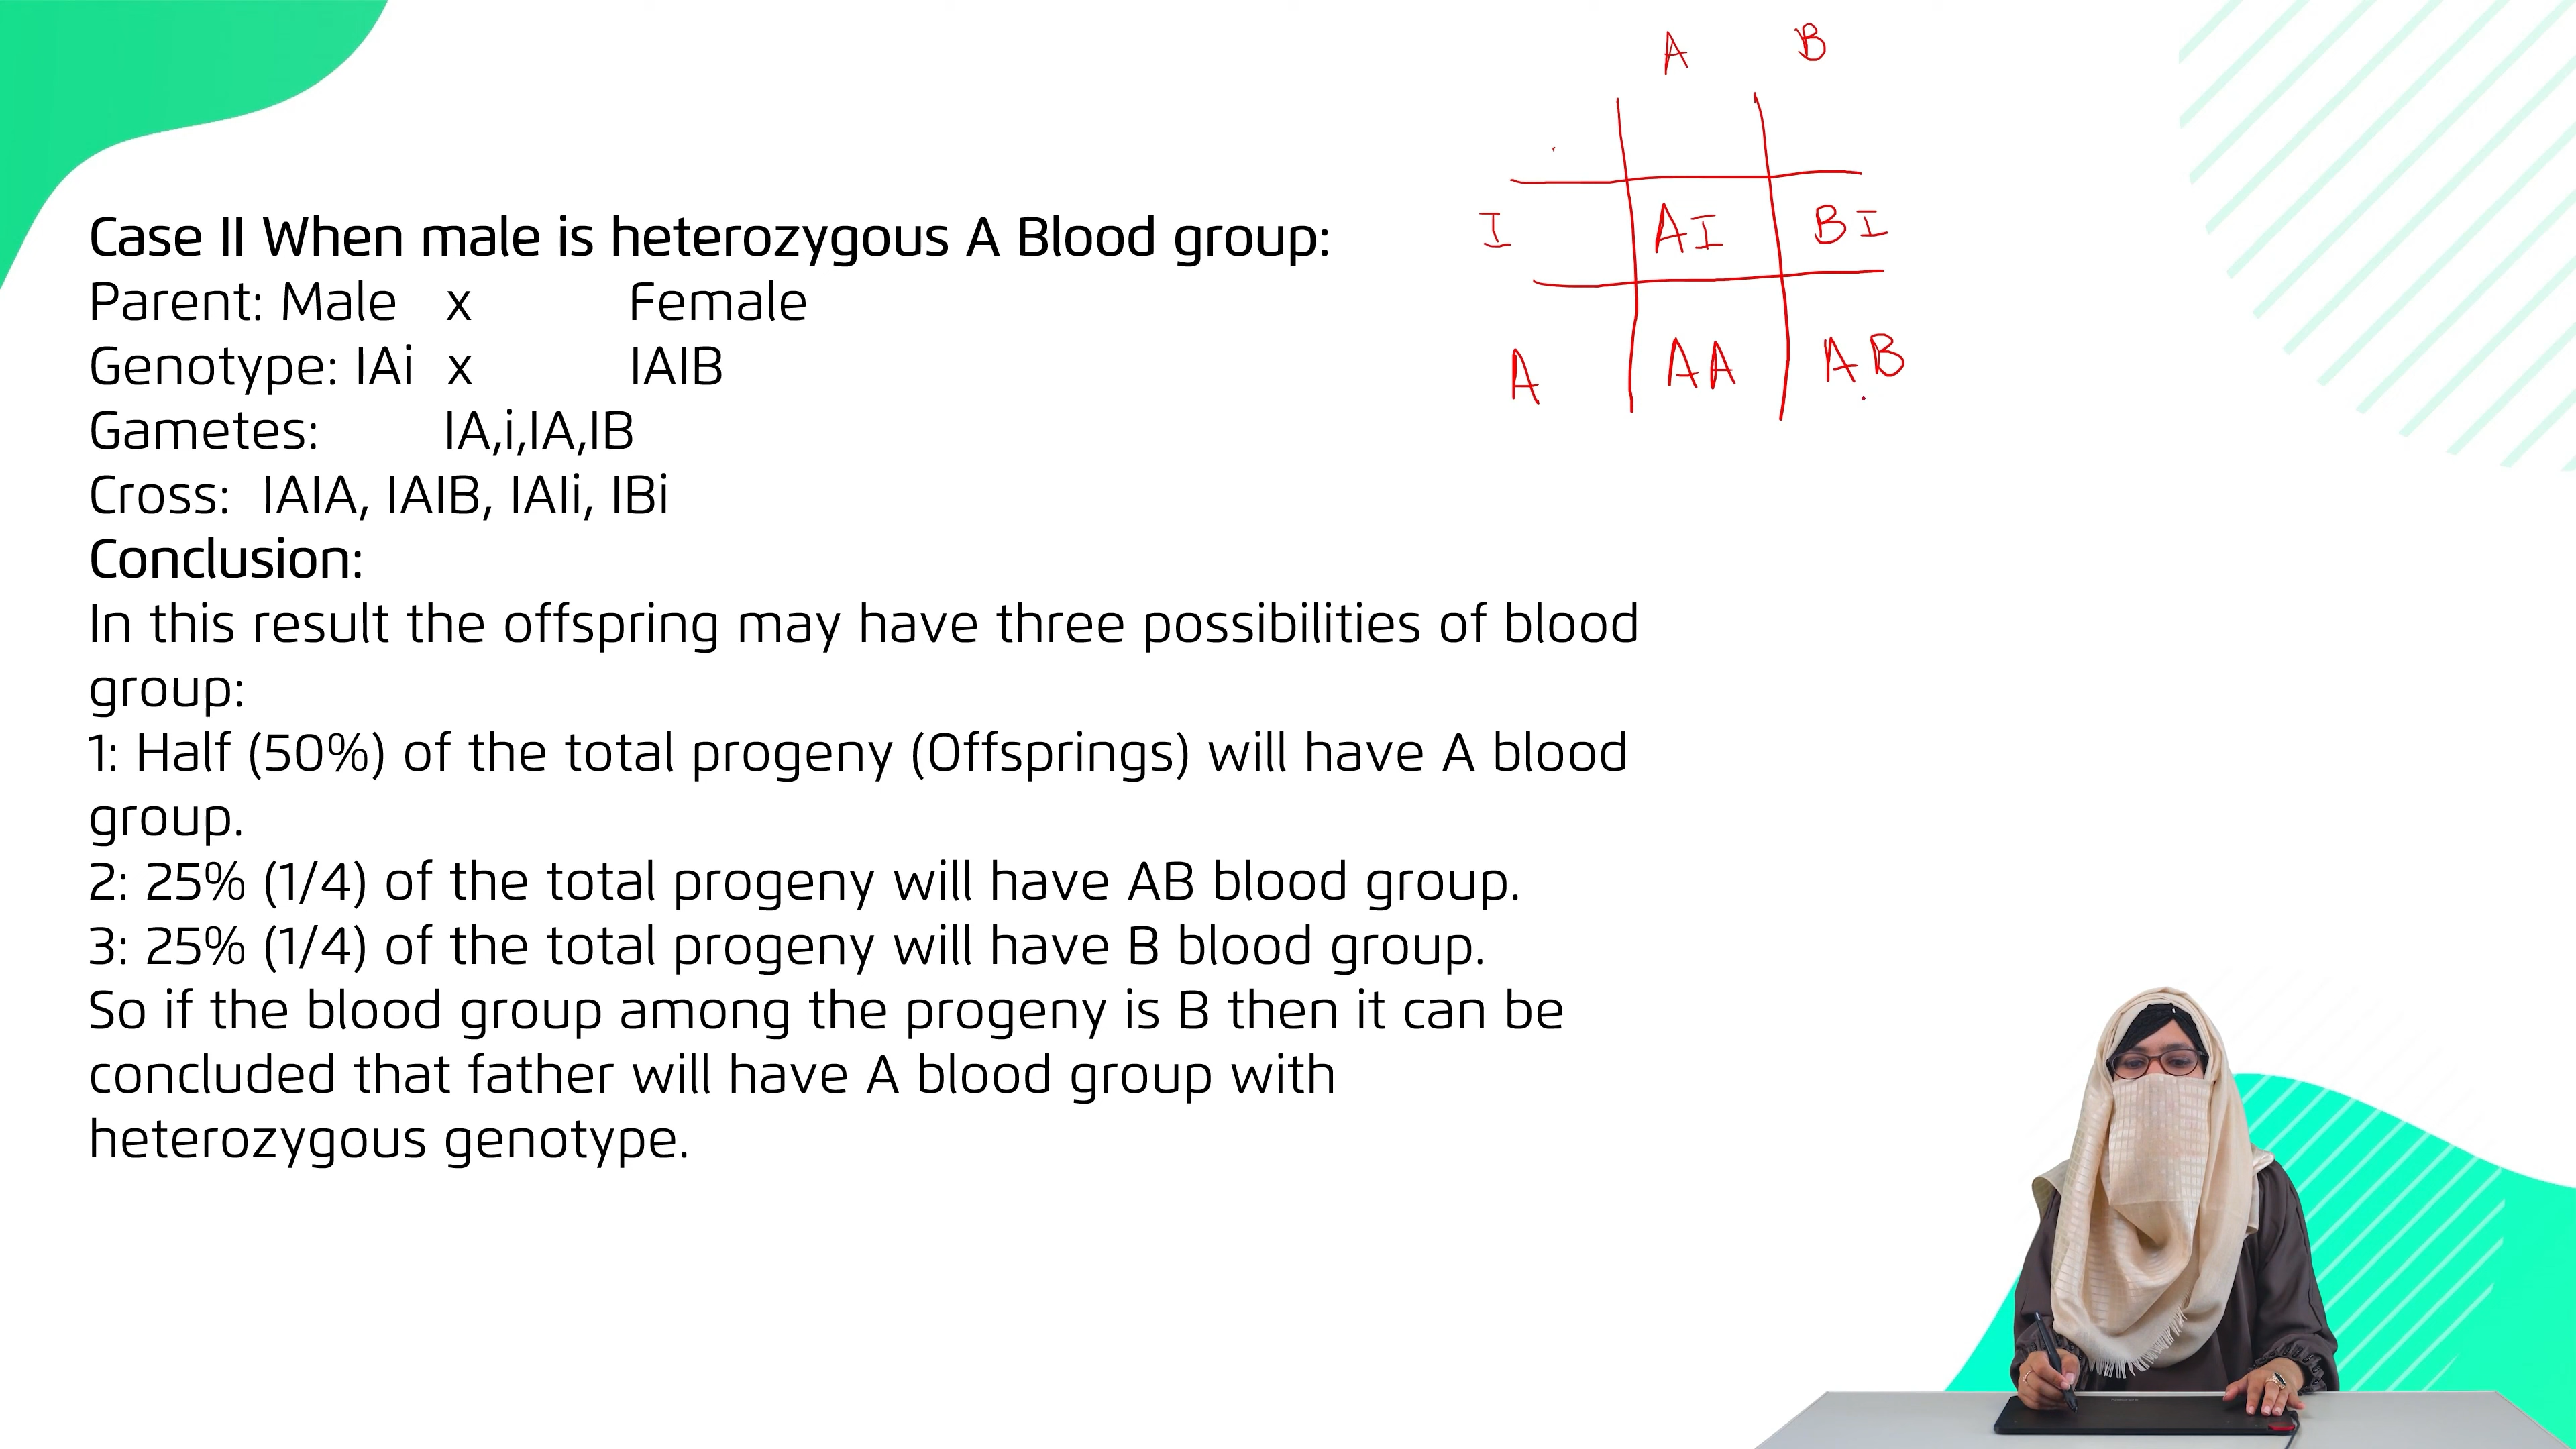 A B
I AI BI
A AA AB
Case II When male is heterozygous A Blood group:
Parent: Male x Female
Genotype: IAi x IAIB
Gametes: IA,i,IA,IB
Cross: IAIA, IAIB, IAIi, IBi
Conclusion:
In this result the offspring may have three possibilities of blood
group:
1: Half (50%) of the total progeny (Offsprings) will have A blood
group.
2: 25% (1/4) of the total progeny will have AB blood group.
3: 25% (1/4) of the total progeny will have B blood group.
So if the blood group among the progeny is B then it can be
concluded that father will have A blood group with
heterozygous genotype.